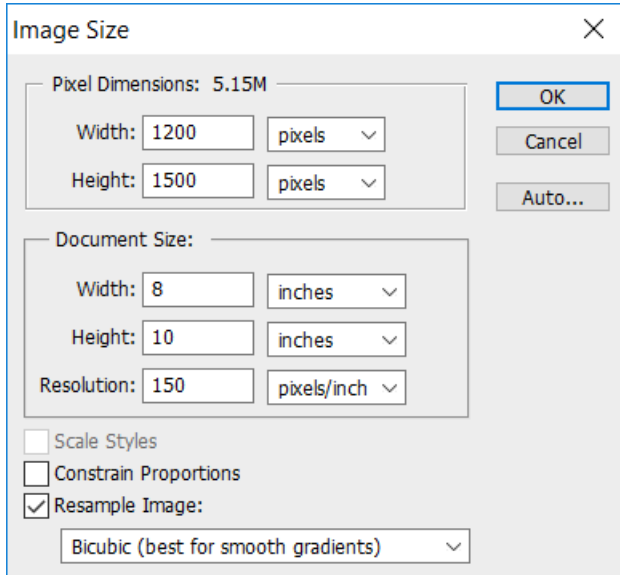 Image Size
Pixel Dimensions: 5.15M
OK
Width: 1200 pixels
Cancel
Height: 1500 pixels
Auto...
Document Size:
Width: 8 inches
Height: 10 inches
Resolution: 150 pixels/inch
Scale Styles
Constrain Proportions
Resample Image:
Bicubic (best for smooth gradients)